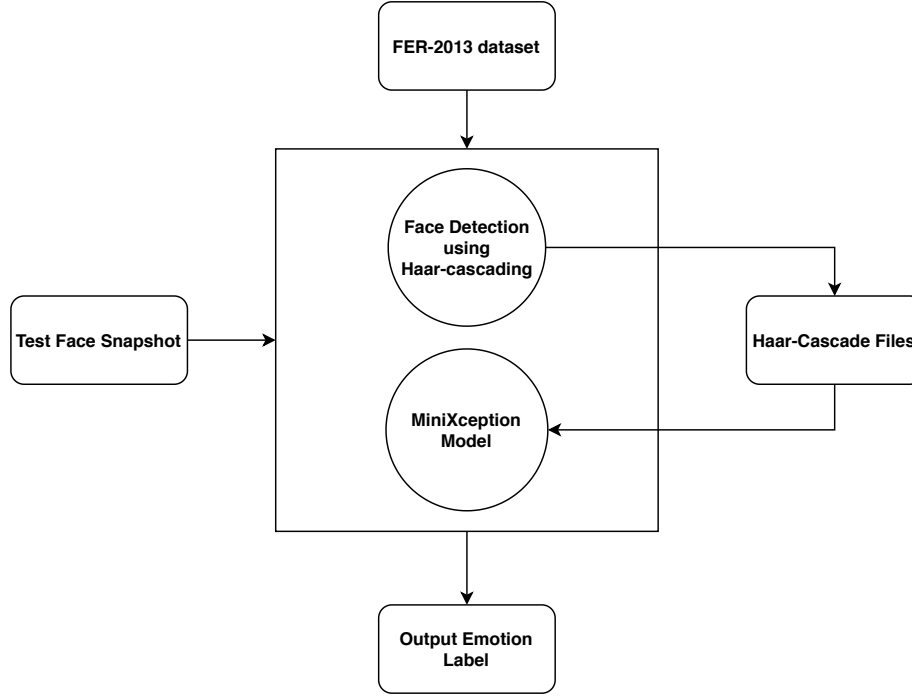 FER-2013 dataset
Face Detection
using
Haar-cascading
Test Face Snapshot
Haar-Cascade Files
MiniXception
Model
Output Emotion
Label